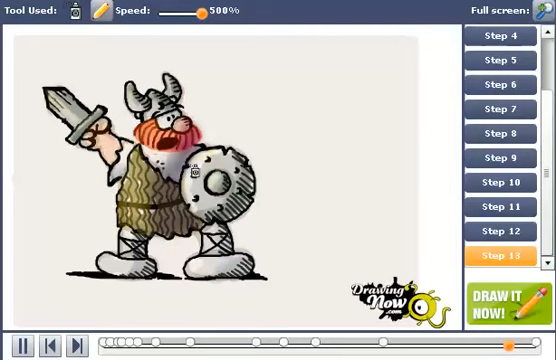 Tool Used:
Speed:
500%
Full screen:
Step 4
Step 5
Step 6
Step 7
Step 8
Step 9
Step 10
Step 11
Step 12
Step 13
Drawing
Now
.com
DRAW IT
NOW!